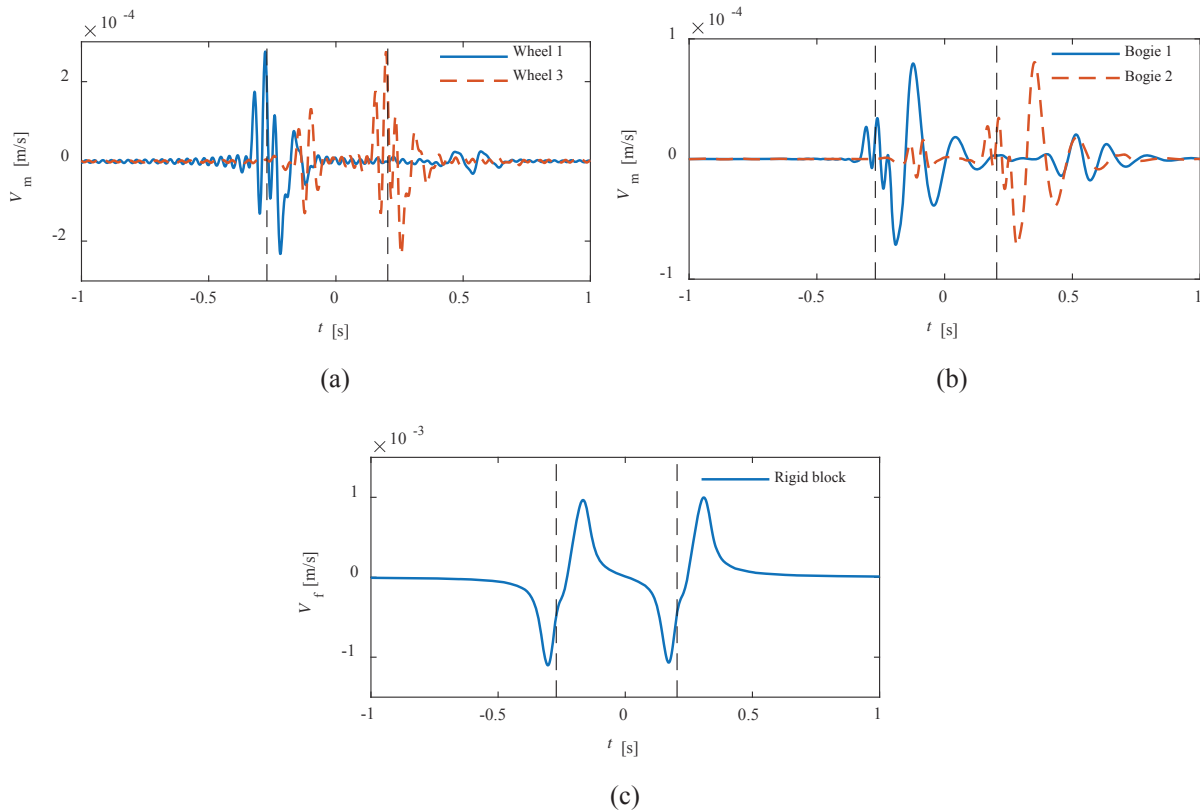 × 10 -4
2
0
-2
V m [m/s]
Wheel 1
Wheel 3
-1 -0.5 0 0.5 1
t [s]
(a)
× 10 -4
1
0
-1
V m [m/s]
Bogie 1
Bogie 2
-1 -0.5 0 0.5 1
t [s]
(b)
× 10 -3
1
0
-1
V f [m/s]
Rigid block
-1 -0.5 0 0.5 1
t [s]
(c)